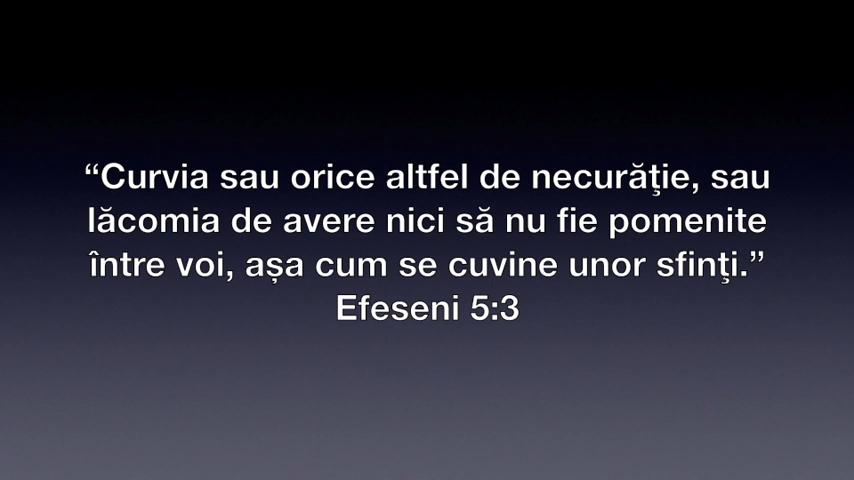 “Curvia sau orice altfel de necurăţie, sau
lăcomia de avere nici să nu fie pomenite
între voi, așa cum se cuvine unor sfinţi.”
Efeseni 5:3